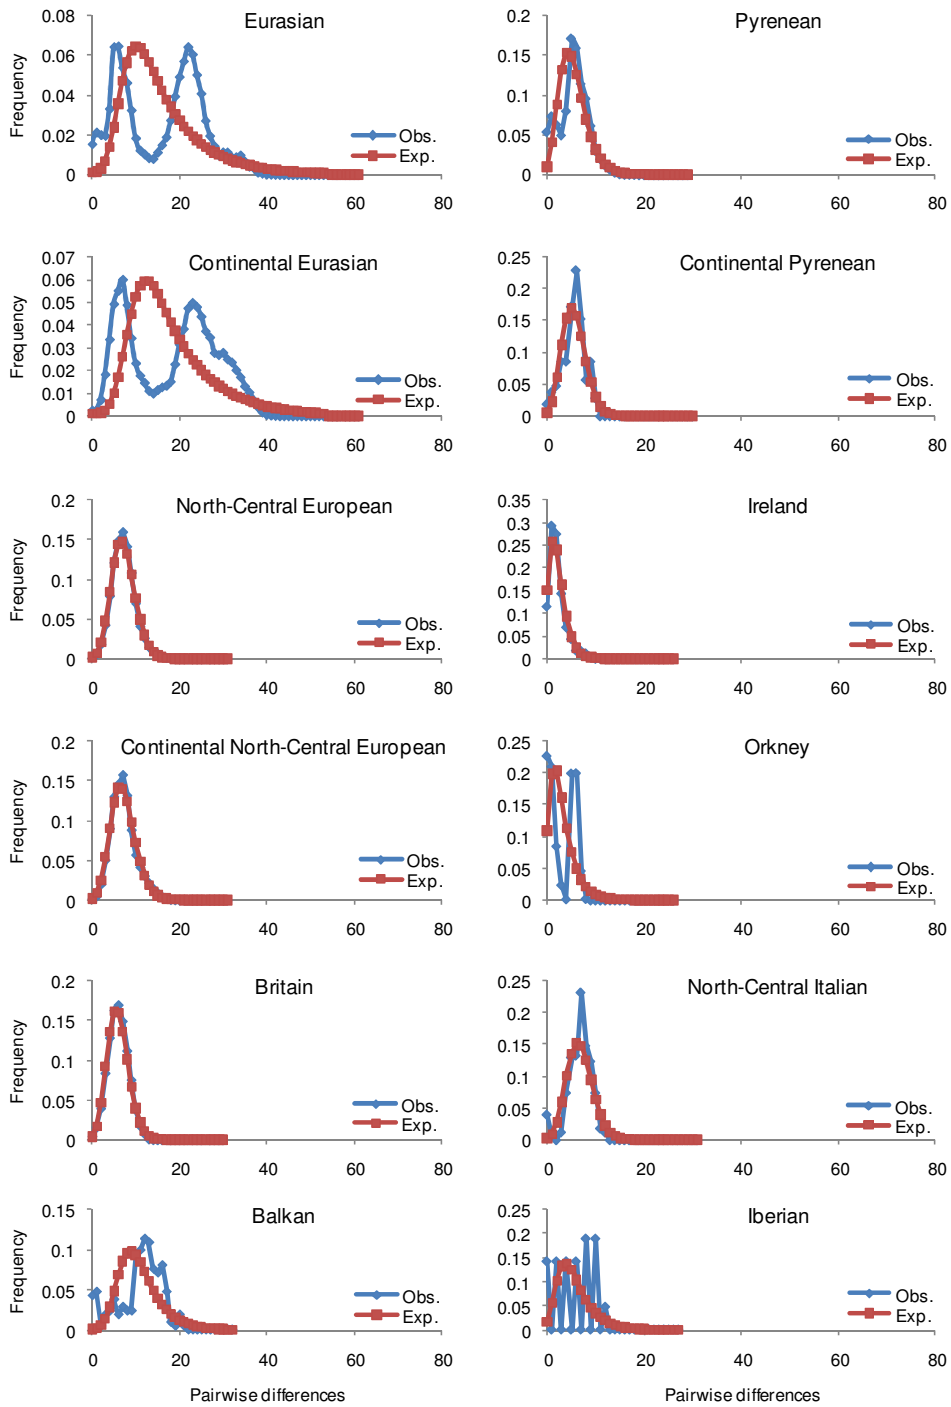 Eurasian
Frequency
0.08
0.06
0.04
0.02
0
0 20 40 60 80
Obs.
Exp.
Pyrenean
0.2
0.15
0.1
0.05
0
0 20 40 60 80
Obs.
Exp.
Continental Eurasian
Frequency
0.07
0.06
0.05
0.04
0.03
0.02
0.01
0
0 20 40 60 80
Obs.
Exp.
Continental Pyrenean
0.25
0.2
0.15
0.1
0.05
0
0 20 40 60 80
Obs.
Exp.
North-Central European
Frequency
0.2
0.15
0.1
0.05
0
0 20 40 60 80
Obs.
Exp.
Ireland
0.35
0.3
0.25
0.2
0.15
0.1
0.05
0
0 20 40 60 80
Obs.
Exp.
Continental North-Central European
Frequency
0.2
0.15
0.1
0.05
0
0 20 40 60 80
Obs.
Exp.
Orkney
0.25
0.2
0.15
0.1
0.05
0
0 20 40 60 80
Obs.
Exp.
Britain
Frequency
0.2
0.15
0.1
0.05
0
0 20 40 60 80
Obs.
Exp.
North-Central Italian
0.25
0.2
0.15
0.1
0.05
0
0 20 40 60 80
Obs.
Exp.
Balkan
Frequency
0.15
0.1
0.05
0
0 20 40 60 80
Obs.
Exp.
Pairwise differences
Iberian
0.25
0.2
0.15
0.1
0.05
0
0 20 40 60 80
Obs.
Exp.
Pairwise differences